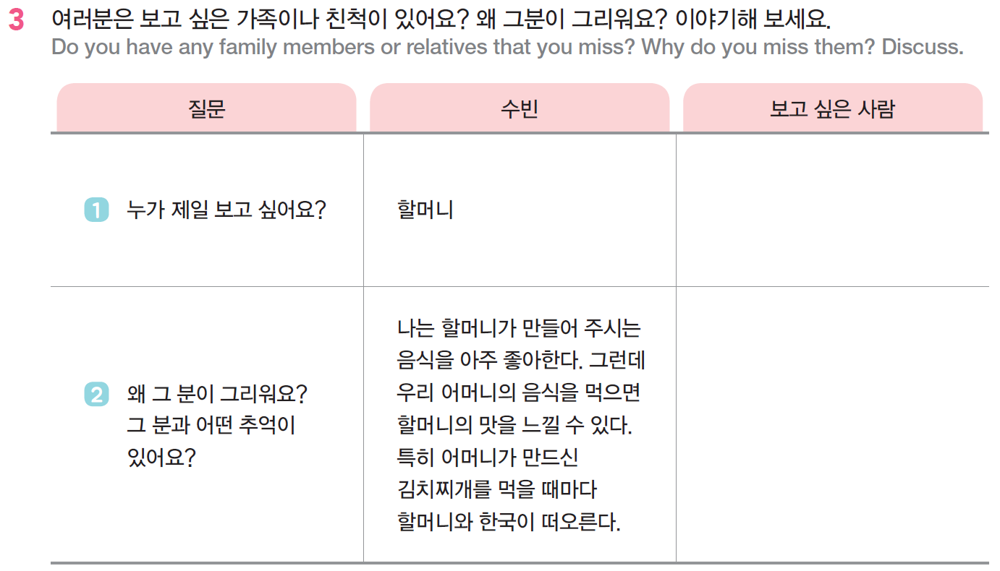 3 여러분은 보고 싶은 가족이나 친척이 있어요? 왜 그분이 그리워요? 이야기해 보세요.
Do you have any family members or relatives that you miss? Why do you miss them? Discuss.
질문 수빈 보고 싶은 사람
1 누가 제일 보고 싶어요? 할머니
2 왜 그 분이 그리워요?
그 분과 어떤 추억이
있어요?
나는 할머니가 만들어 주시는
음식을 아주 좋아한다. 그런데
우리 어머니의 음식을 먹으면
할머니의 맛을 느낄 수 있다.
특히 어머니가 만드신
김치찌개를 먹을 때마다
할머니와 한국이 떠오른다.